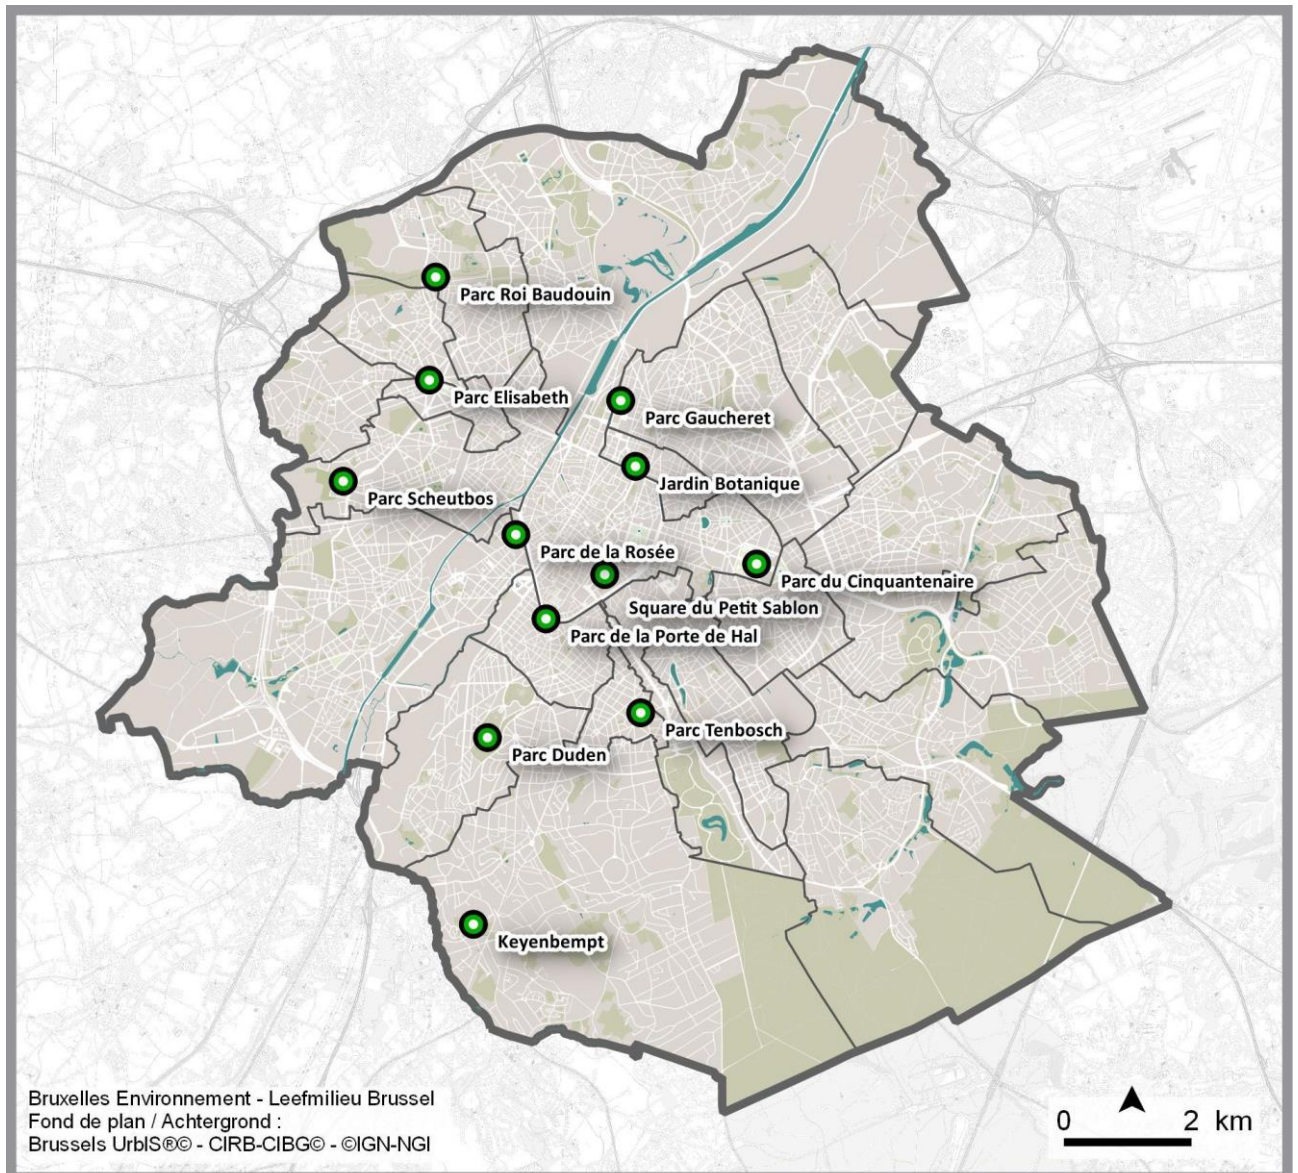 Parc Roi Baudouin
Parc Elisabeth
Parc Gaucheret
Jardin Botanique
Parc Scheutbos
Parc de la Rosée
Parc du Cinquantenaire
Square du Petit Sablon
Parc de la Porte de Hal
Parc Tenbosch
Parc Duden
Keyenbempt
Bruxelles Environnement - Leefmilieu Brussel
Fond de plan / Achtergrond :
Brussels UrbIS®© - CIRB-CIBG© - ©IGN-NGI
0 2 km